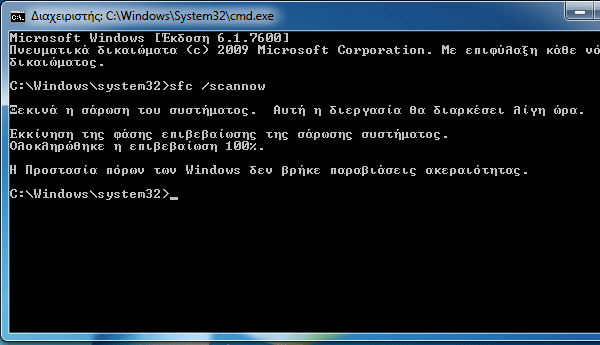 Διαχειριστής: C:\Windows\System32\cmd.exe
Microsoft Windows [Έκδοση 6.1.7600]
Πνευματικά δικαιώματα (c) 2009 Microsoft Corporation. Με επιφύλαξη κάθε
δικαιώματος.
C:\Windows\system32>sfc /scannow
Ξεκινά η σάρωση του συστήματος. Αυτή η διεργασία θα διαρκέσει λίγη ώρα.
Εκκίνηση της φάσης επιβεβαίωσης της σάρωσης συστήματος.
Ολοκληρώθηκε η επιβεβαίωση 100%.
Η Προστασία πόρων των Windows δεν βρήκε παραβιάσεις ακεραιότητας.
C:\Windows\system32>_